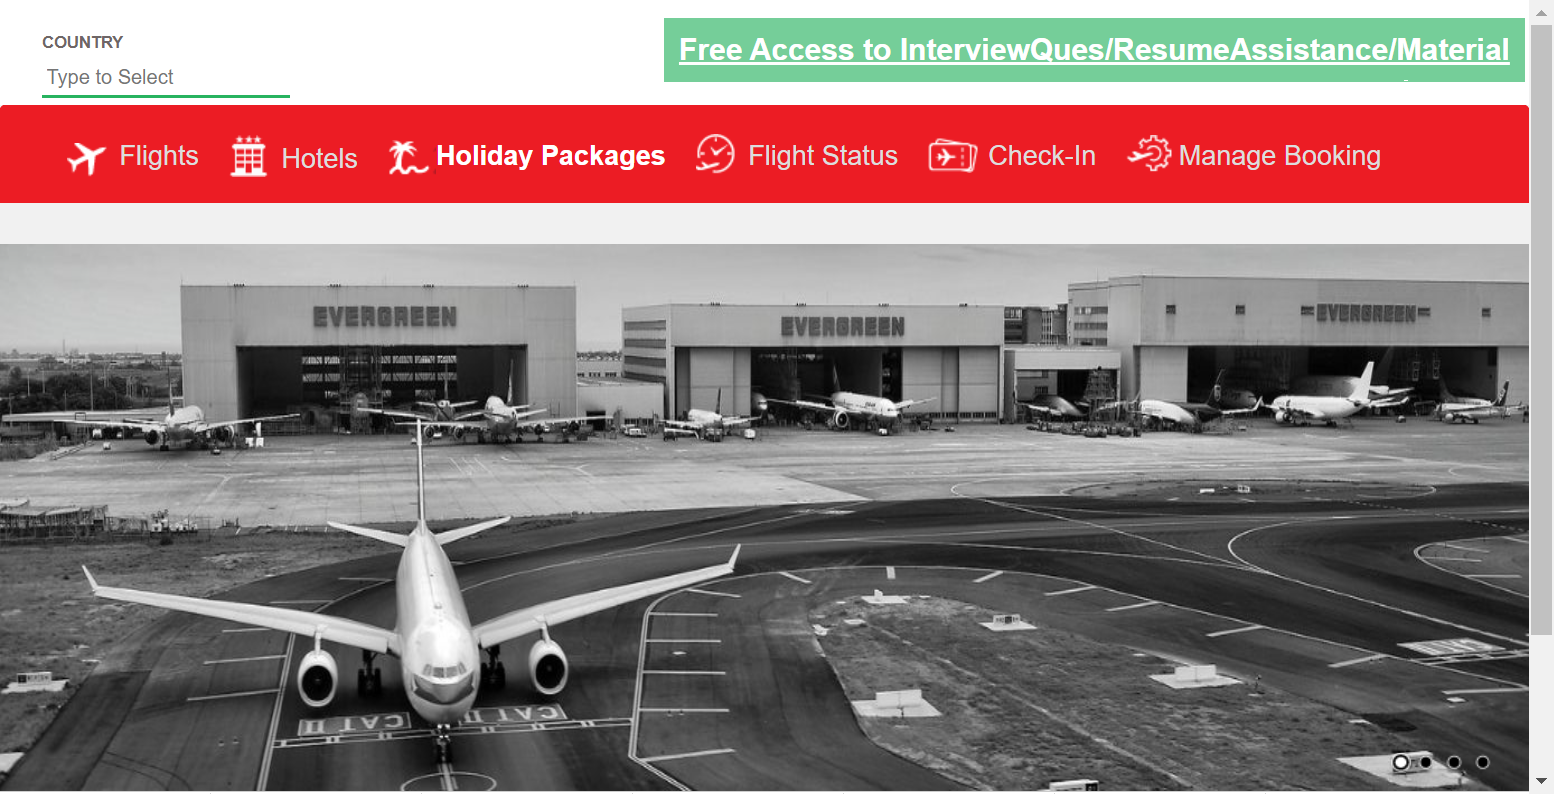 COUNTRY
Type to Select
Free Access to InterviewQues/ResumeAssistance/Material
Flights
Hotels
Holiday Packages
Flight Status
Check-In
Manage Booking
EVERGREEN
EVERGREEN
EVERGREEN
CAT II
CAT II